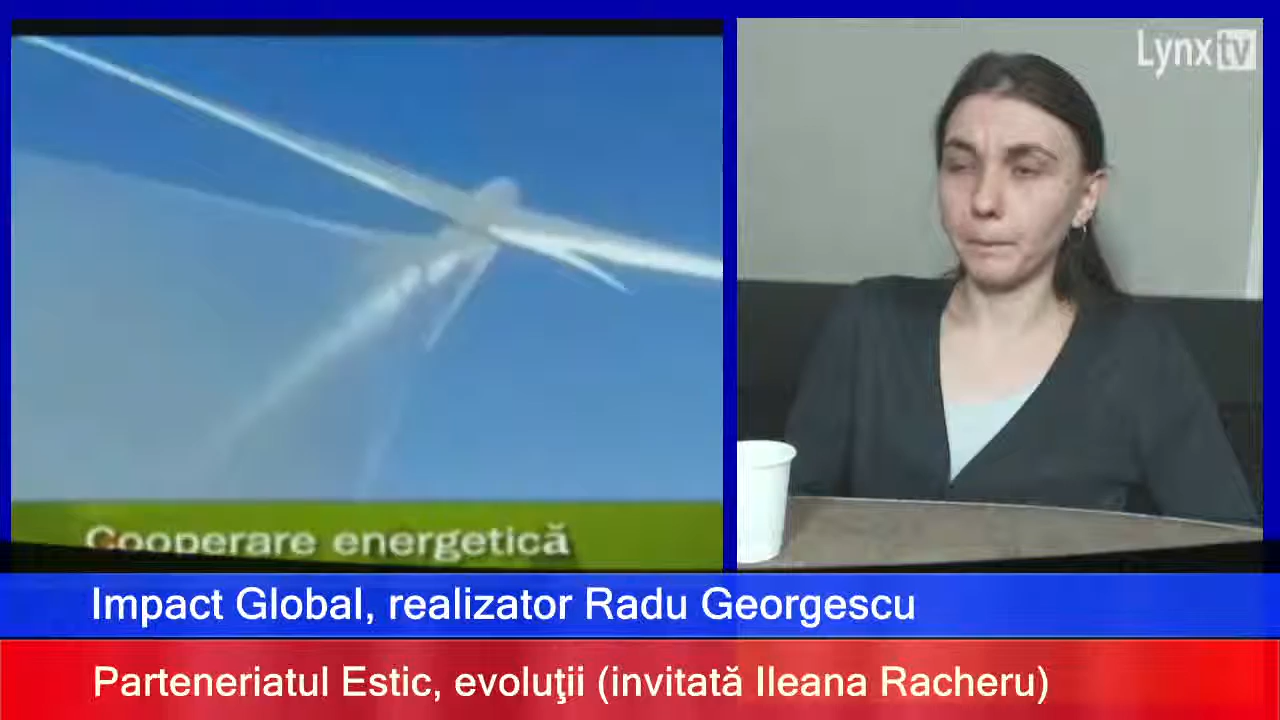 Lynx tv
Cooperare energetică
Impact Global, realizator Radu Georgescu
Parteneriatul Estic, evoluţii (invitată Ileana Racheru)